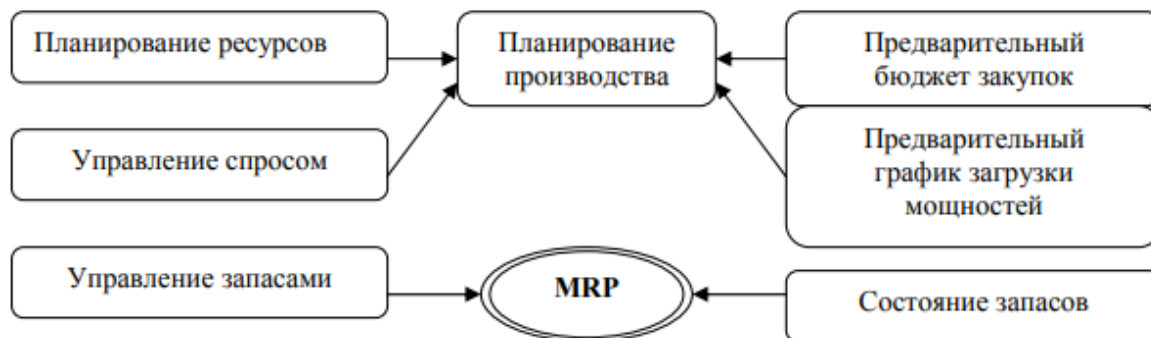 Планирование ресурсов
Планирование
производства
Предварительный
бюджет закупок
Управление спросом
Предварительный
график загрузки
мощностей
Управление запасами
MRP
Состояние запасов